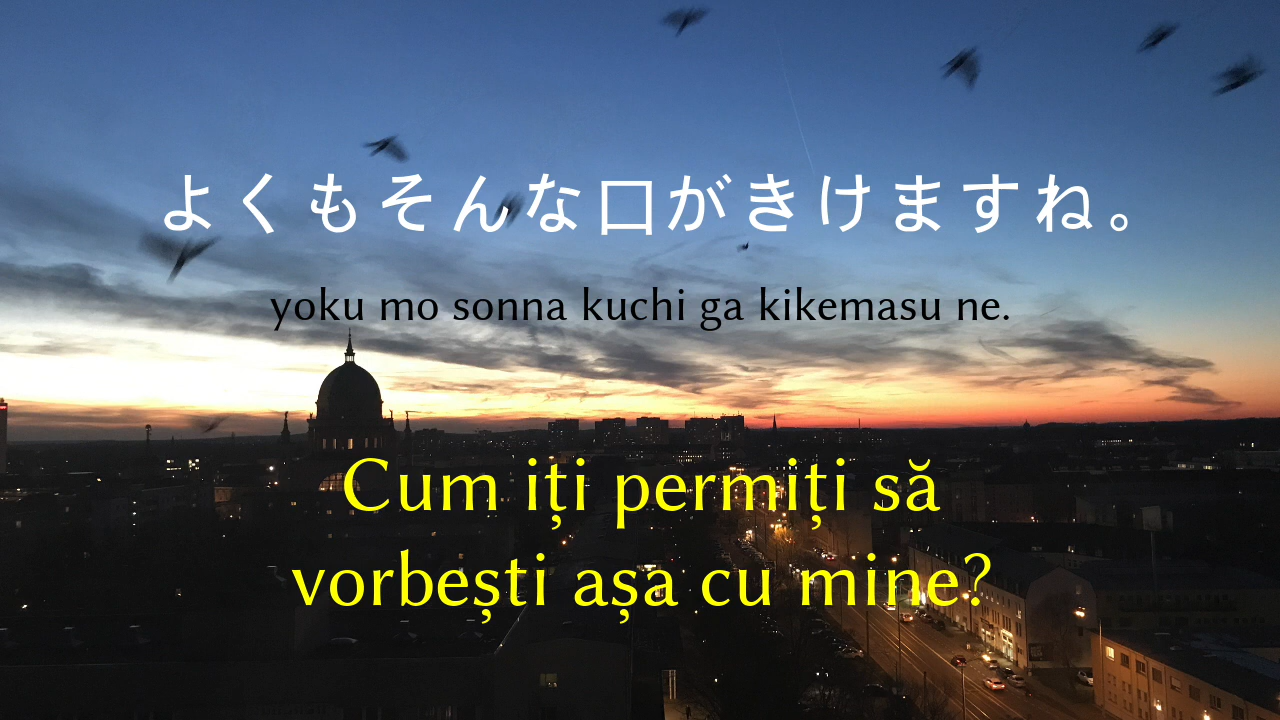 よくもそんな口がきけますね。
yoku mo sonna kuchi ga kikemasu ne.
Cum iți permiți să
vorbești așa cu mine?